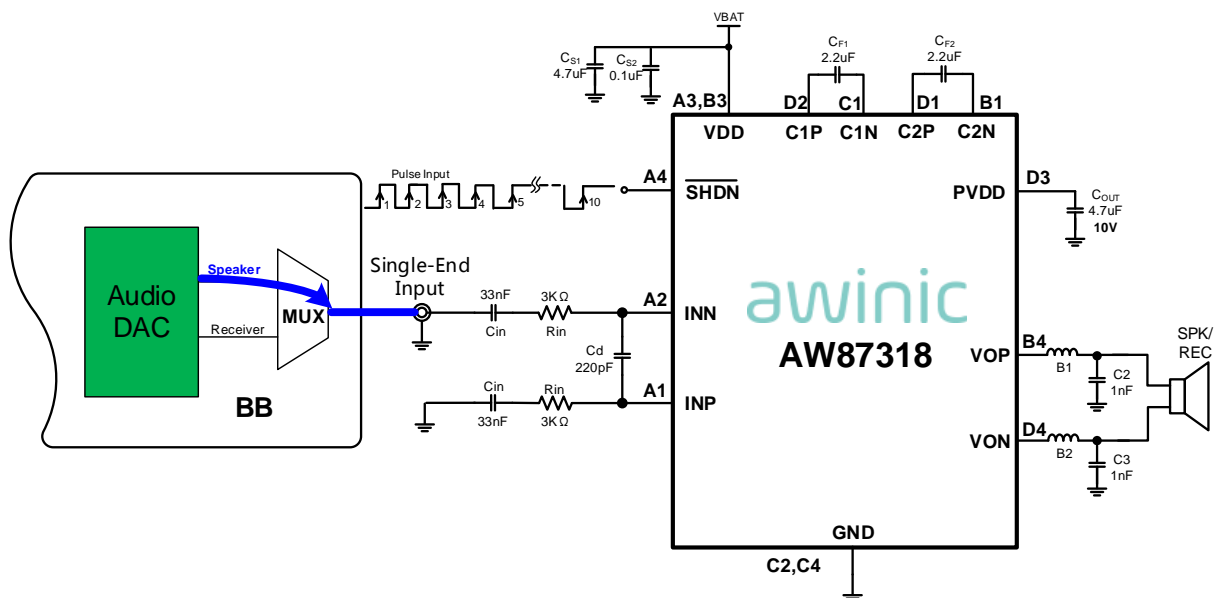 VBAT
CS1
4.7uF
CS2
0.1uF
CF1
2.2uF
CF2
2.2uF
A3,B3
D2
C1
D1
B1
VDD
C1P
C1N
C2P
C2N
Pulse Input
1
2
3
4
5
10
A4
SHDN
D3
PVDD
COUT
4.7uF
10V
Audio
DAC
Speaker
Receiver
MUX
BB
Single-End
Input
33nF
Cin
3KΩ
Rin
A2
INN
Cd
220pF
Cin
33nF
Rin
3KΩ
A1
INP
awinic
AW87318
VOP
B4
B1
C2
1nF
SPK/
REC
VON
D4
B2
C3
1nF
GND
C2,C4